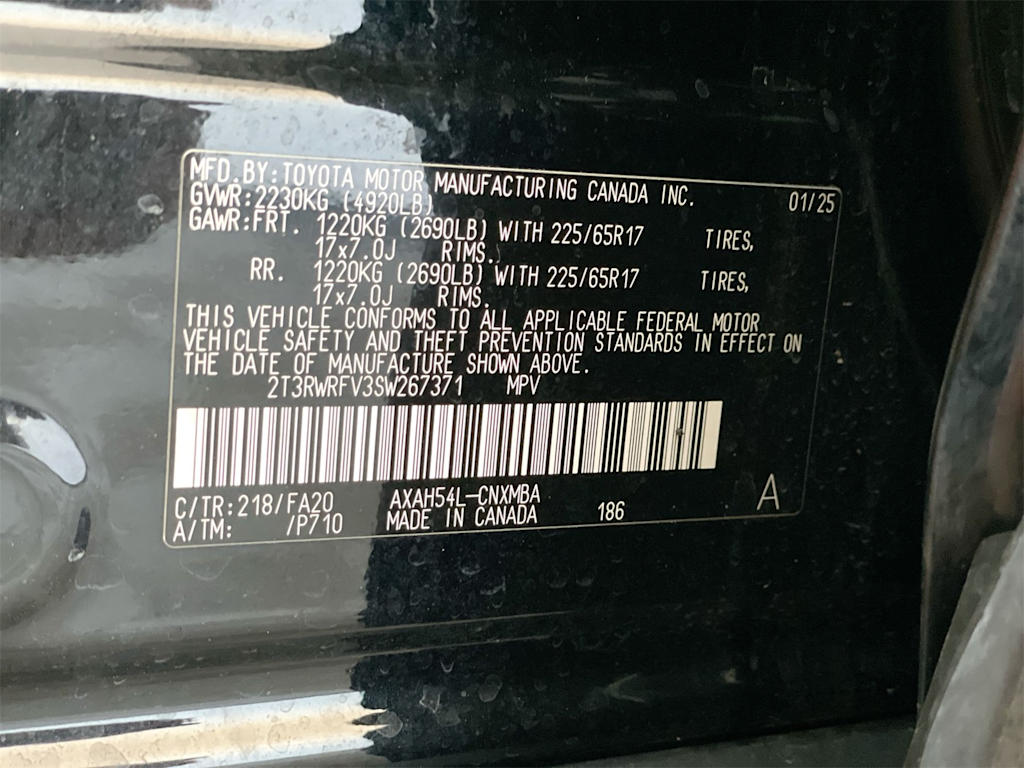 MFD.BY:TOYOTA MOTOR MANUFACTURING CANADA INC. 01/25
GVWR:2230KG (4920LB)
GAWR:FRT. 1220KG (2690LB) WITH 225/65R17 TIRES,
17x7.0J RIMS.
RR. 1220KG (2690LB) WITH 225/65R17 TIRES,
17x7.0J RIMS.
THIS VEHICLE CONFORMS TO ALL APPLICABLE FEDERAL MOTOR
VEHICLE SAFETY AND THEFT PREVENTION STANDARDS IN EFFECT ON
THE DATE OF MANUFACTURE SHOWN ABOVE.
2T3RWRFV3SW267371 MPV
C/TR:218/FA20 AXAH54L-CNXMBA
A/TM: /P710 MADE IN CANADA 186 A